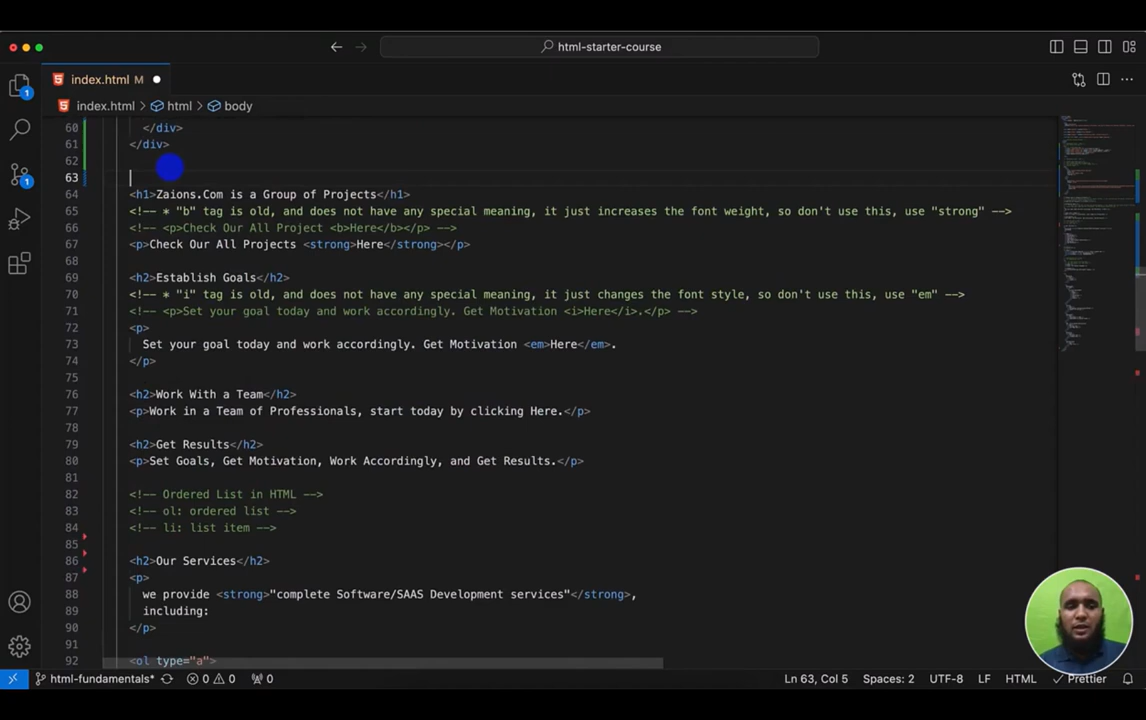 html-starter-course
index.html M
index.html > html > body
60 </div>
61 </div>
62
63
64 <h1>Zaions.Com is a Group of Projects</h1>
65 <!-- * "b" tag is old, and does not have any special meaning, it just increases the font weight, so don't use this, use "strong" -->
66 <!-- <p>Check Our All Project <b>Here</b></p> -->
67 <p>Check Our All Projects <strong>Here</strong></p>
68
69 <h2>Establish Goals</h2>
70 <!-- * "i" tag is old, and does not have any special meaning, it just changes the font style, so don't use this, use "em" -->
71 <!-- <p>Set your goal today and work accordingly. Get Motivation <i>Here</i>.</p> -->
72 <p>
73 Set your goal today and work accordingly. Get Motivation <em>Here</em>.
74 </p>
75
76 <h2>Work With a Team</h2>
77 <p>Work in a Team of Professionals, start today by clicking Here.</p>
78
79 <h2>Get Results</h2>
80 <p>Set Goals, Get Motivation, Work Accordingly, and Get Results.</p>
81
82 <!-- Ordered List in HTML -->
83 <!-- ol: ordered list -->
84 <!-- li: list item -->
85
86 <h2>Our Services</h2>
87 <p>
88 we provide <strong>"complete Software/SAAS Development services"</strong>,
89 including:
90 </p>
91
92 <ol type="a">
1
1
html-fundamentals* 0 0 0 Ln 63, Col 5 Spaces: 2 UTF-8 LF HTML Prettier